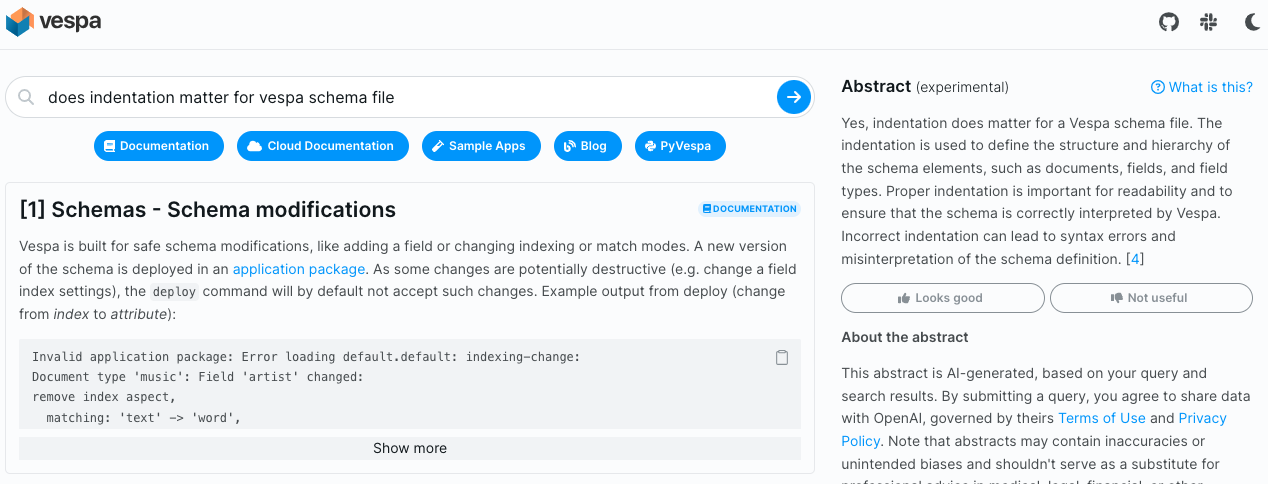 vespa
does indentation matter for vespa schema file
Documentation
Cloud Documentation
Sample Apps
Blog
PyVespa
[1] Schemas - Schema modifications
DOCUMENTATION
Vespa is built for safe schema modifications, like adding a field or changing indexing or match modes. A new version
of the schema is deployed in an application package. As some changes are potentially destructive (e.g. change a field
index settings), the deploy command will by default not accept such changes. Example output from deploy (change
from index to attribute):
Invalid application package: Error loading default.default: indexing-change:
Document type 'music': Field 'artist' changed:
remove index aspect,
matching: 'text' -> 'word',
Show more
Abstract (experimental)
What is this?
Yes, indentation does matter for a Vespa schema file. The
indentation is used to define the structure and hierarchy of
the schema elements, such as documents, fields, and field
types. Proper indentation is important for readability and to
ensure that the schema is correctly interpreted by Vespa.
Incorrect indentation can lead to syntax errors and
misinterpretation of the schema definition. [4]
Looks good
Not useful
About the abstract
This abstract is AI-generated, based on your query and
search results. By submitting a query, you agree to share data
with OpenAI, governed by theirs Terms of Use and Privacy
Policy. Note that abstracts may contain inaccuracies or
unintended biases and shouldn't serve as a substitute for
professional advice in medical, legal, financial, or other